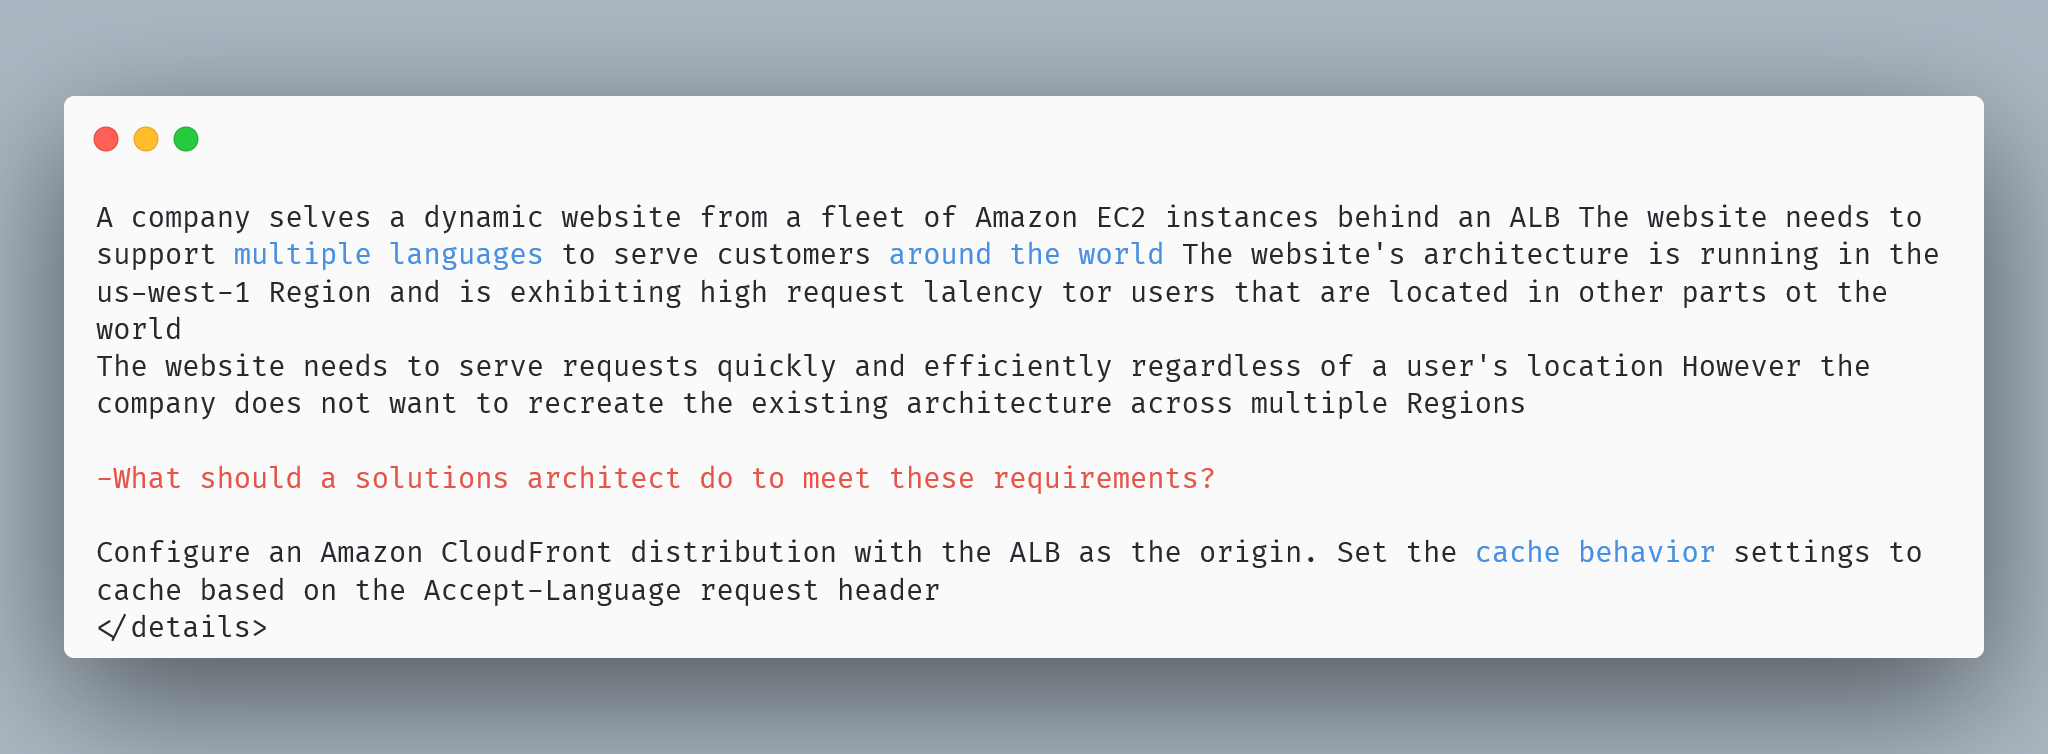 A company selves a dynamic website from a fleet of Amazon EC2 instances behind an ALB The website needs to
support multiple languages to serve customers around the world The website's architecture is running in the
us-west-1 Region and is exhibiting high request lalency tor users that are located in other parts ot the
world
The website needs to serve requests quickly and efficiently regardless of a user's location However the
company does not want to recreate the existing architecture across multiple Regions
-What should a solutions architect do to meet these requirements?
Configure an Amazon CloudFront distribution with the ALB as the origin. Set the cache behavior settings to
cache based on the Accept-Language request header
</details>